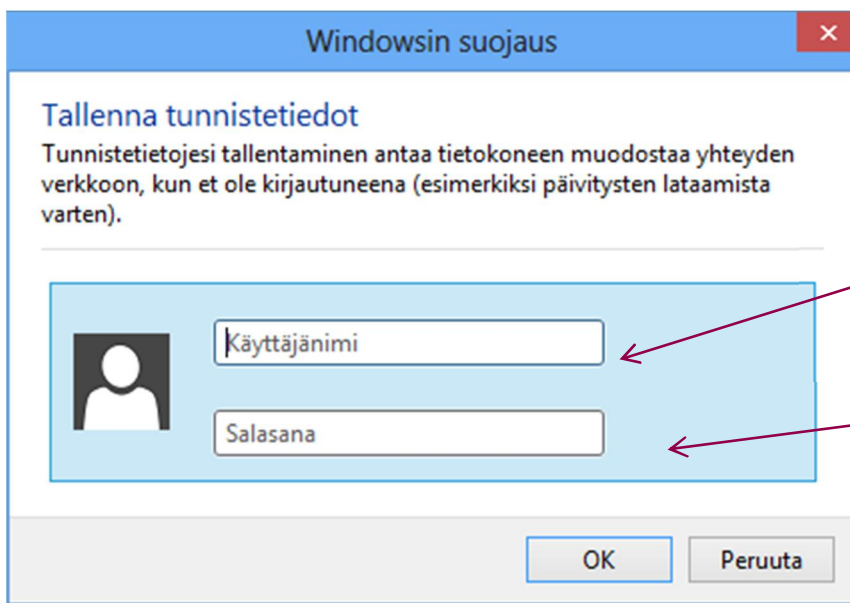 Windowsin suojaus
Tallenna tunnistetiedot
Tunnistetietojesi tallentaminen antaa tietokoneen muodostaa yhteyden
verkkoon, kun et ole kirjautuneena (esimerkiksi päivitysten lataamista
varten).
Käyttäjänimi
Salasana
OK Peruuta